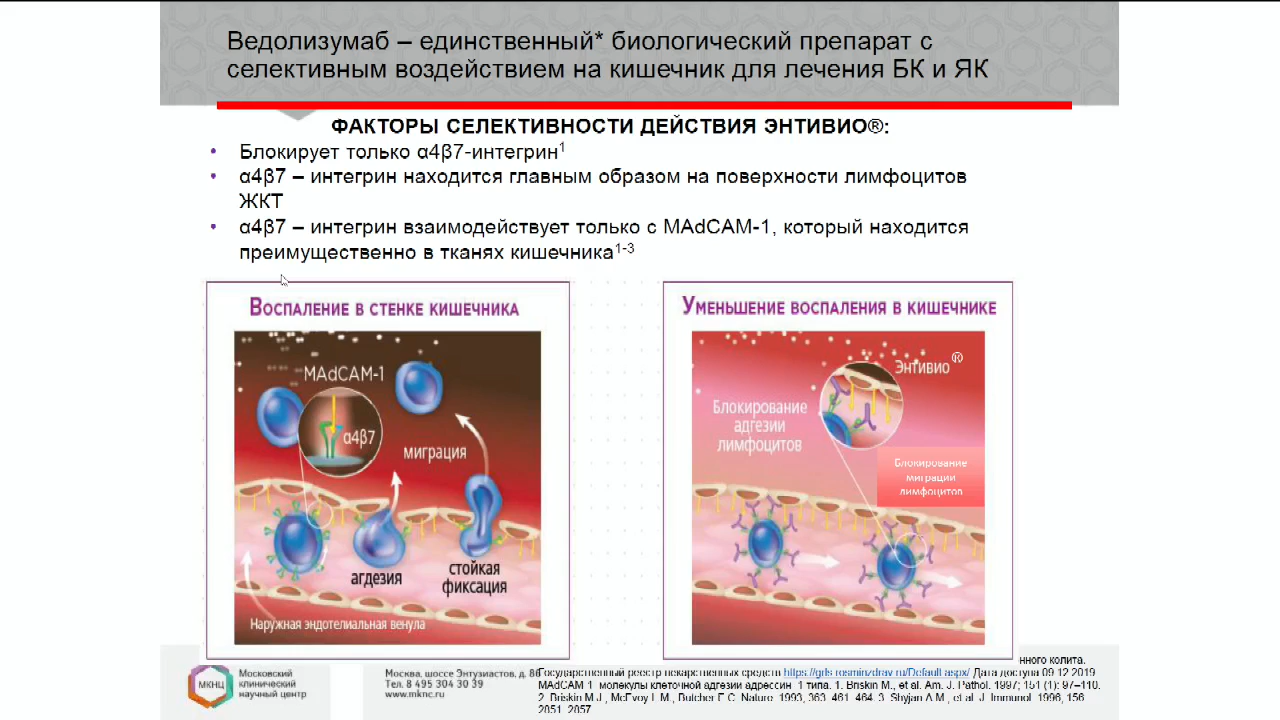 Ведолизумаб – единственный* биологический препарат с
селективным воздействием на кишечник для лечения БК и ЯК
ФАКТОРЫ СЕЛЕКТИВНОСТИ ДЕЙСТВИЯ ЭНТИВИО®:
• Блокирует только α4β7-интегрин1
• α4β7 – интегрин находится главным образом на поверхности лимфоцитов
ЖКТ
• α4β7 – интегрин взаимодействует только с MAdCAM-1, который находится
преимущественно в тканях кишечника1-3
Воспаление в стенке кишечника
MAdCAM-1
α4β7
миграция
агдезия
стойкая
фиксация
Наружная эндотелиальная венула
Уменьшение воспаления в кишечнике
Энтивио®
Блокирование
адгезии
лимфоцитов
Блокирование
миграции
лимфоцитов
МКНЦ
Московский
клинический
научный центр
Москва, шоссе Энтузиастов, д. 86
Тел. 8 495 304 30 39
www.mknc.ru
нного колита.
Государственный реестр лекарственных средств https://grls.rosminzdrav.ru/Default.aspx/ Дата доступа 09.12.2019
MAdCAM 1 молекулы клеточной адгезии адрессин 1 типа. 1. Briskin M., et al. Am. J. Pathol. 1997; 151 (1): 97–110.
2. Briskin M.J., McEvoy L.M., Butcher E.C. Nature. 1993; 363: 461-464. 3. Shyjan A.M., et al. J. Immunol. 1996, 156
2851 2857